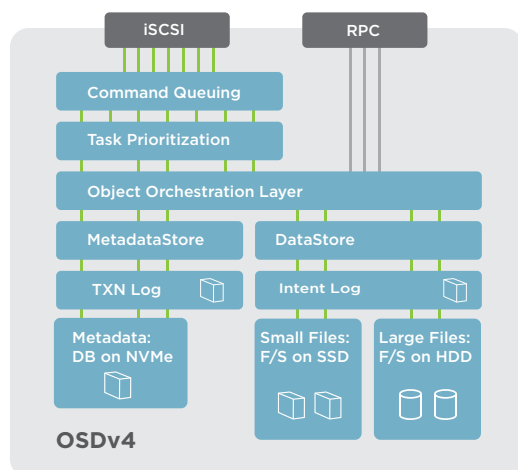 iSCSI
RPC
Command Queuing
Task Prioritization
Object Orchestration Layer
MetadataStore
DataStore
TXN Log
Intent Log
Metadata:
DB on NVMe
Small Files:
F/S on SSD
Large Files:
F/S on HDD
OSDv4